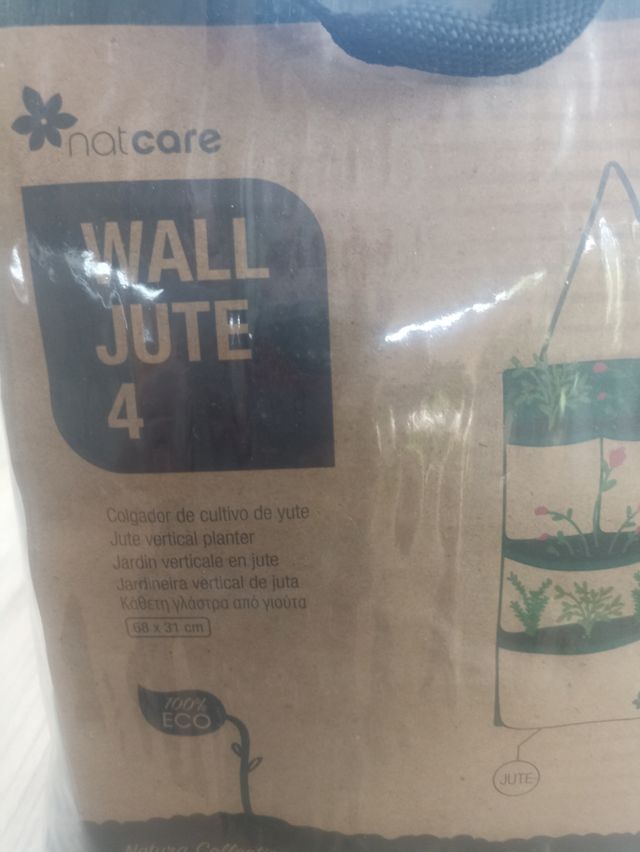 natcare
WALL
JUTE
4
Colgador de cultivo de yute
Jute vertical planter
Jardin verticale en jute
Jardineira vertical de juta
Κάθετη γλάστρα από γιούτα
68 x 31 cm
100%
ECO
JUTE
Natura